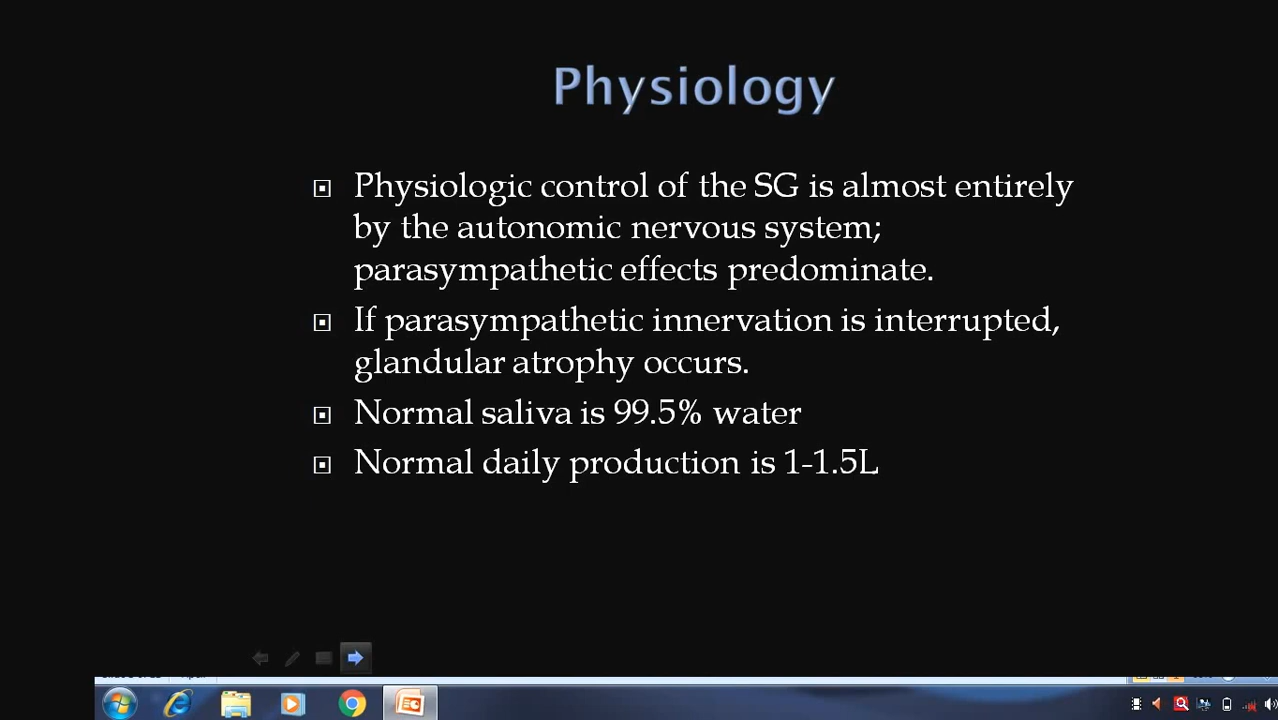 Physiology
Physiologic control of the SG is almost entirely
by the autonomic nervous system;
parasympathetic effects predominate.
If parasympathetic innervation is interrupted,
glandular atrophy occurs.
Normal saliva is 99.5% water
Normal daily production is 1-1.5L